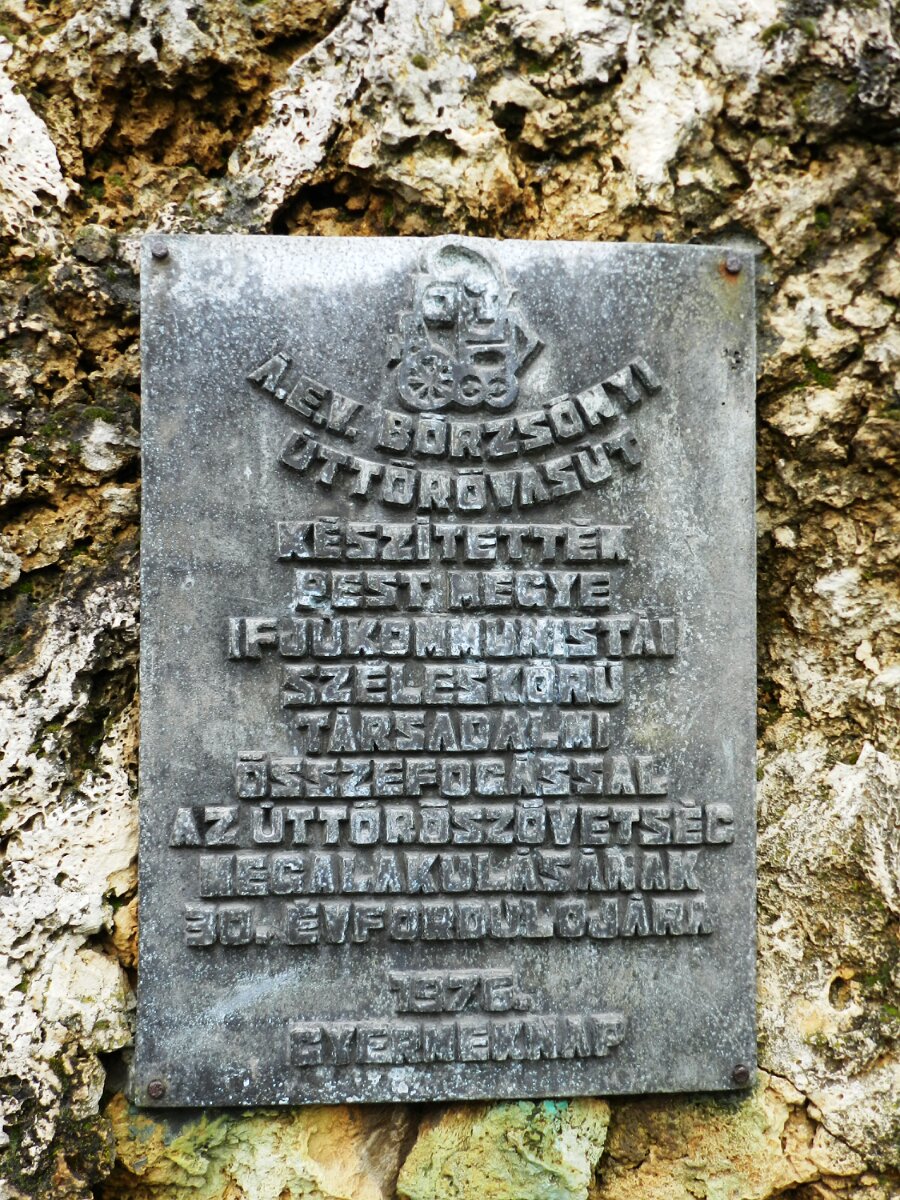 Á.E.V. BÖRZSÖNYI
ÚTTÖRŐVASÚT
KÉSZÍTETTÉK
PEST MEGYE
IFJÚKOMMUNISTÁI
SZÉLESKÖRŰ
TÁRSADALMI
ÖSSZEFOGÁSSAL
AZ ÚTTÖRŐSZÖVETSÉG
MEGALAKULÁSÁNAK
30. ÉVFORDULÓJÁRA
1976.
GYERMEKNAP